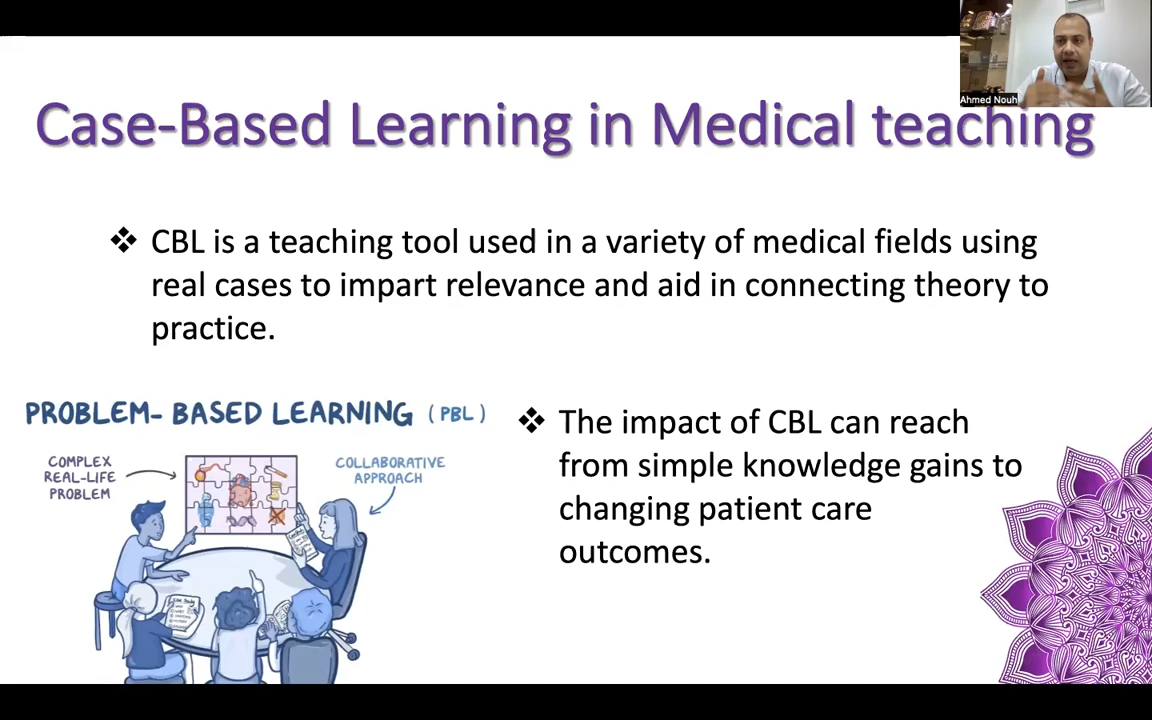 Ahmed Nouh
Case-Based Learning in Medical teaching
❖ CBL is a teaching tool used in a variety of medical fields using
real cases to impart relevance and aid in connecting theory to
practice.
PROBLEM- BASED LEARNING (PBL)
COMPLEX
REAL-LIFE
PROBLEM
COLLABORATIVE
APPROACH
❖ The impact of CBL can reach
from simple knowledge gains to
changing patient care
outcomes.